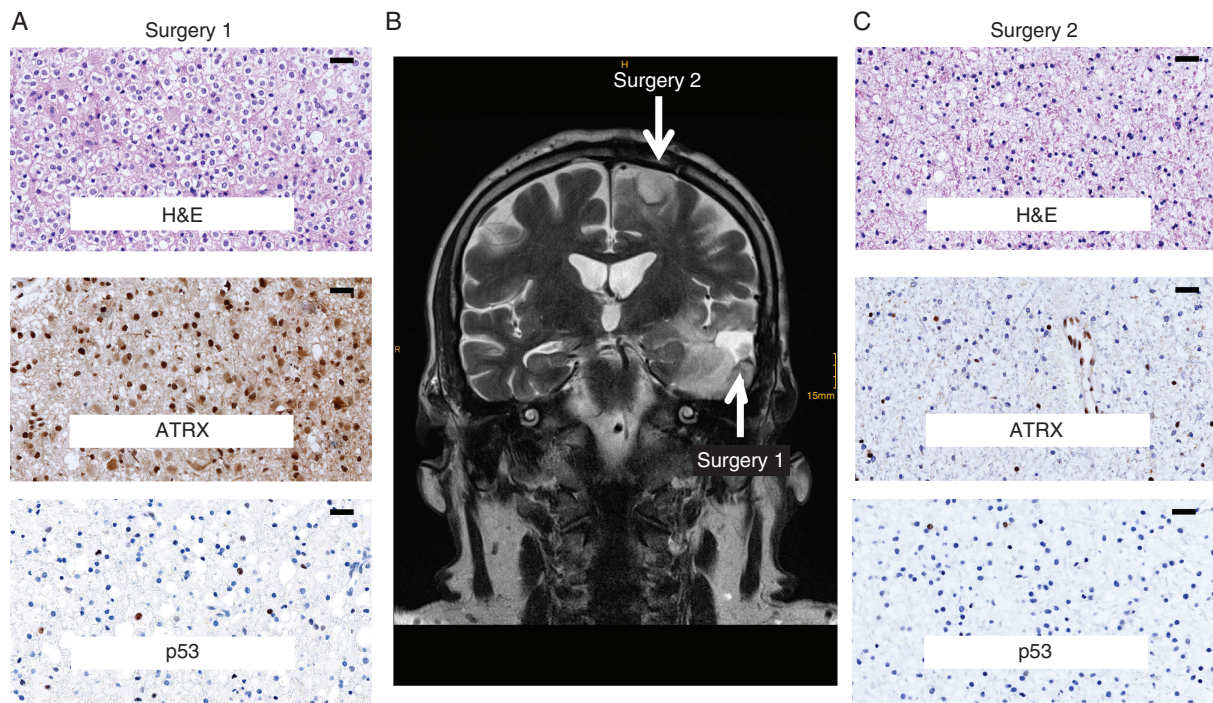 A
Surgery 1
H&E
ATRX
p53
B
H
Surgery 2
R
15mm
Surgery 1
C
Surgery 2
H&E
ATRX
p53